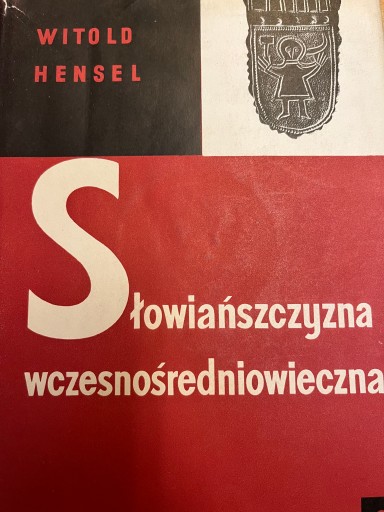 WITOLD
HENSEL
Słowiańszczyzna
wczesnośredniowieczna